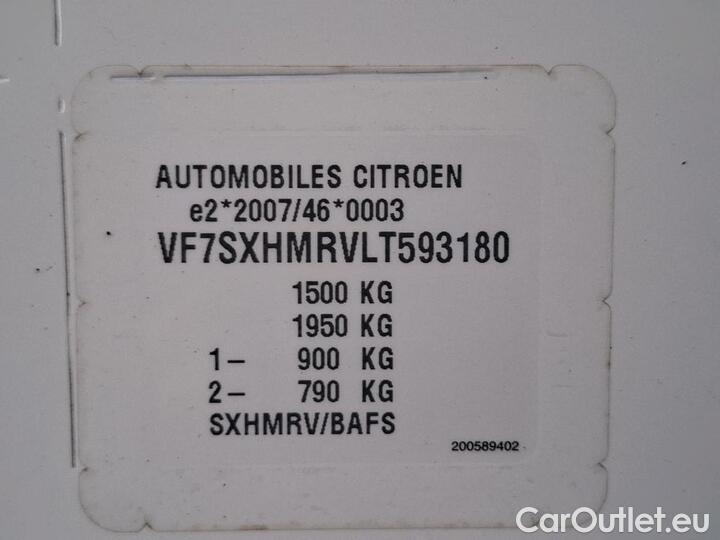 AUTOMOBILES CITROEN
e2*2007/46*0003
VF7SXHMRVLT593180
1500 KG
1950 KG
1– 900 KG
2– 790 KG
SXHMRV/BAFS
200589402
CarOutlet.eu